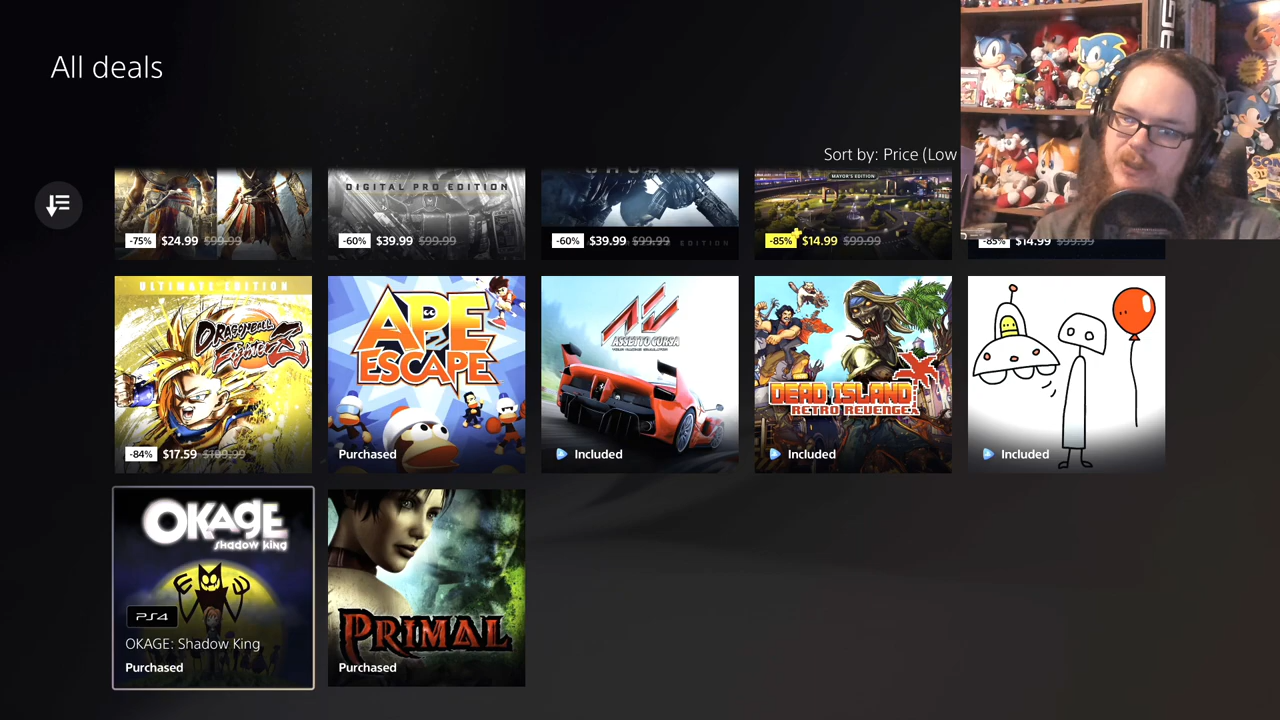 All deals
Sort by: Price (Low
DIGITAL PRO EDITION
EDITION
MAYOR'S EDITION
-75% $24.99 $99.99
-60% $39.99 $99.99
-60% $39.99 $99.99
-85% $14.99 $99.99
-85% $14.99 $99.99
ULTIMATE EDITION
DRAGONBALL
FighterZ
-84% $17.59 $109.99
APE
ESCAPE
Purchased
ASSETTO CORSA
Included
DEAD ISLAND
RETRO REVENGE
Included
Included
OKAGE
shadow king
PS4
OKAGE: Shadow King
Purchased
PRIMAL
Purchased